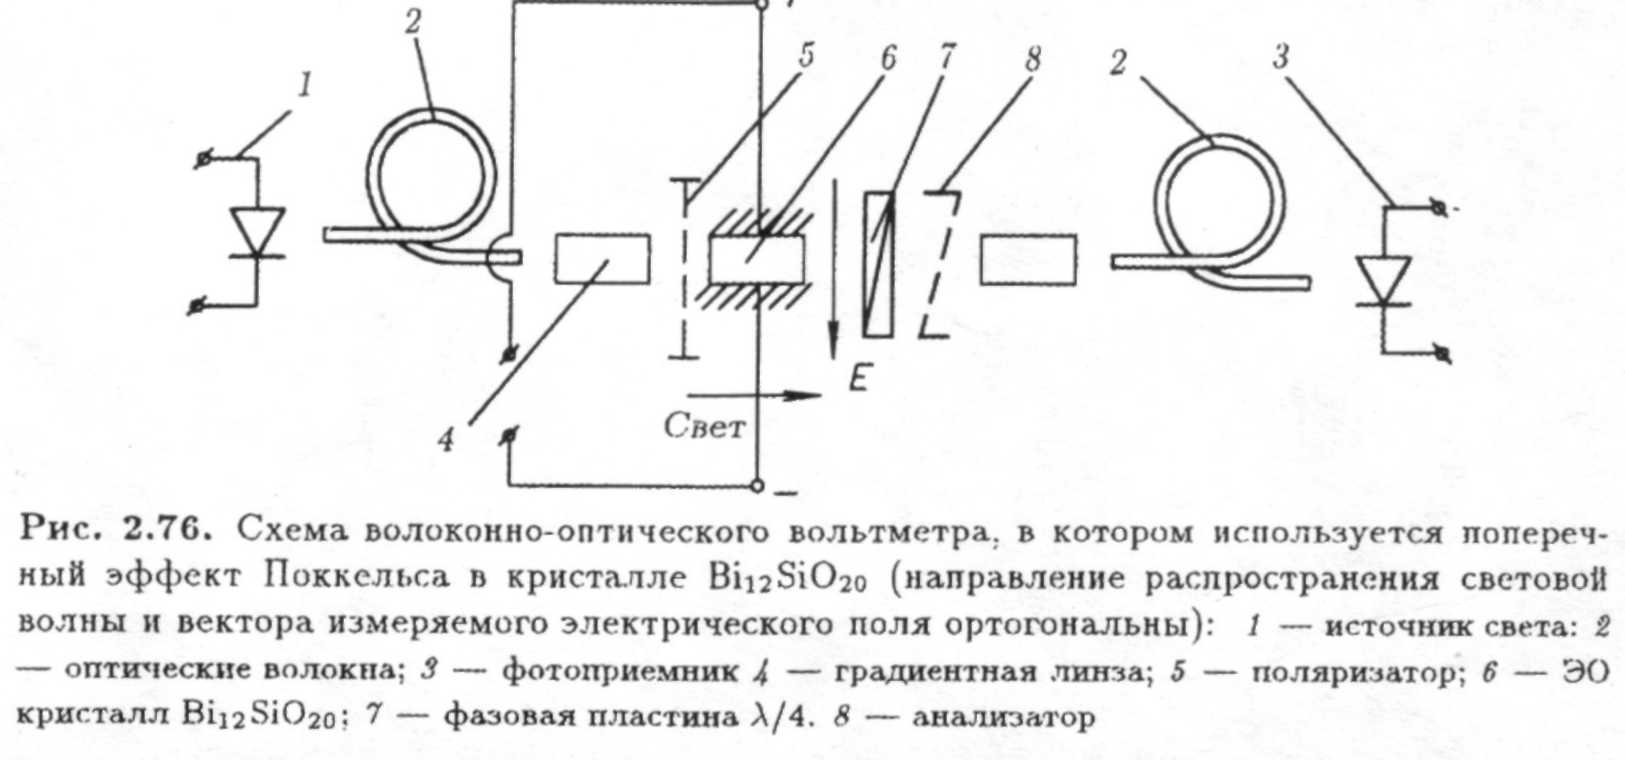 2
1
5
6
7
8
2
3
E
Свет
4
−
Рис. 2.76. Схема волоконно-оптического вольтметра, в котором используется попереч-
ный эффект Поккельса в кристалле Bi₁₂SiO₂₀ (направление распространения световой
волны и вектора измеряемого электрического поля ортогональны): 1 — источник света: 2
— оптические волокна; 3 — фотоприемник 4 — градиентная линза; 5 — поляризатор; 6 — ЭО
кристалл Bi₁₂SiO₂₀; 7 — фазовая пластина λ/4. 8 — анализатор